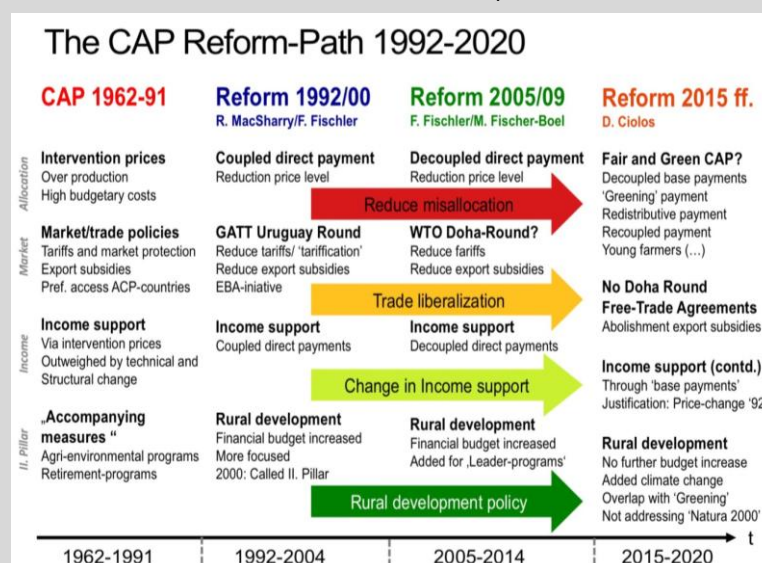 The CAP Reform-Path 1992-2020
CAP 1962-91
Reform 1992/00
R. MacSharry/F. Fischler
Reform 2005/09
F. Fischler/M. Fischer-Boel
Reform 2015 ff.
D. Ciolos
Allocation
Intervention prices
Over production
High budgetary costs
Coupled direct payment
Reduction price level
Decoupled direct payment
Reduction price level
Fair and Green CAP?
Decoupled base payments
‘Greening’ payment
Redistributive payment
Recoupled payment
Young farmers (…)
Reduce misallocation
Market
Market/trade policies
Tariffs and market protection
Export subsidies
Pref. access ACP-countries
GATT Uruguay Round
Reduce tariffs/ ‘tariffication’
Reduce export subsidies
EBA-iniative
WTO Doha-Round?
Reduce fariffs
Reduce export subsidies
No Doha Round
Free-Trade Agreements
Abolishment export subsidies
Trade liberalization
Income
Income support
Via intervention prices
Outweighed by technical and
Structural change
Income support
Coupled direct payments
Income support
Decoupled direct payments
Income support (contd.)
Through ‘base payments’
Justification: Price-change ‘92
Change in Income support
II. Pillar
„Accompanying
measures “
Agri-environmental programs
Retirement-programs
Rural development
Financial budget increased
More focused
2000: Called II. Pillar
Rural development
Financial budget increased
Added for ‚Leader-programs‘
Rural development
No further budget increase
Added climate change
Overlap with ‘Greening’
Not addressing ‘Natura 2000’
Rural development policy
t
1962-1991
1992-2004
2005-2014
2015-2020